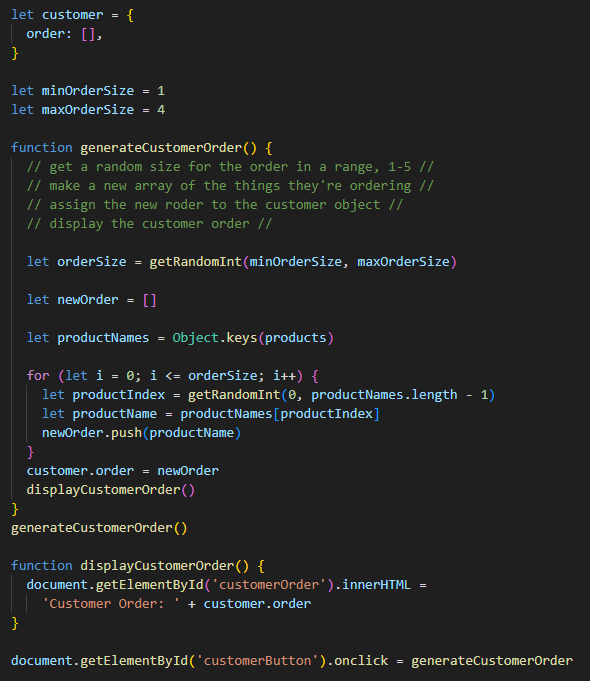 let customer = {
  order: [],
}

let minOrderSize = 1
let maxOrderSize = 4

function generateCustomerOrder() {
  // get a random size for the order in a range, 1-5 //
  // make a new array of the things they're ordering //
  // assign the new roder to the customer object //
  // display the customer order //

  let orderSize = getRandomInt(minOrderSize, maxOrderSize)

  let newOrder = []

  let productNames = Object.keys(products)

  for (let i = 0; i <= orderSize; i++) {
    let productIndex = getRandomInt(0, productNames.length - 1)
    let productName = productNames[productIndex]
    newOrder.push(productName)
  }
  customer.order = newOrder
  displayCustomerOrder()
}
generateCustomerOrder()

function displayCustomerOrder() {
  document.getElementById('customerOrder').innerHTML =
    'Customer Order: ' + customer.order
}

document.getElementById('customerButton').onclick = generateCustomerOrder